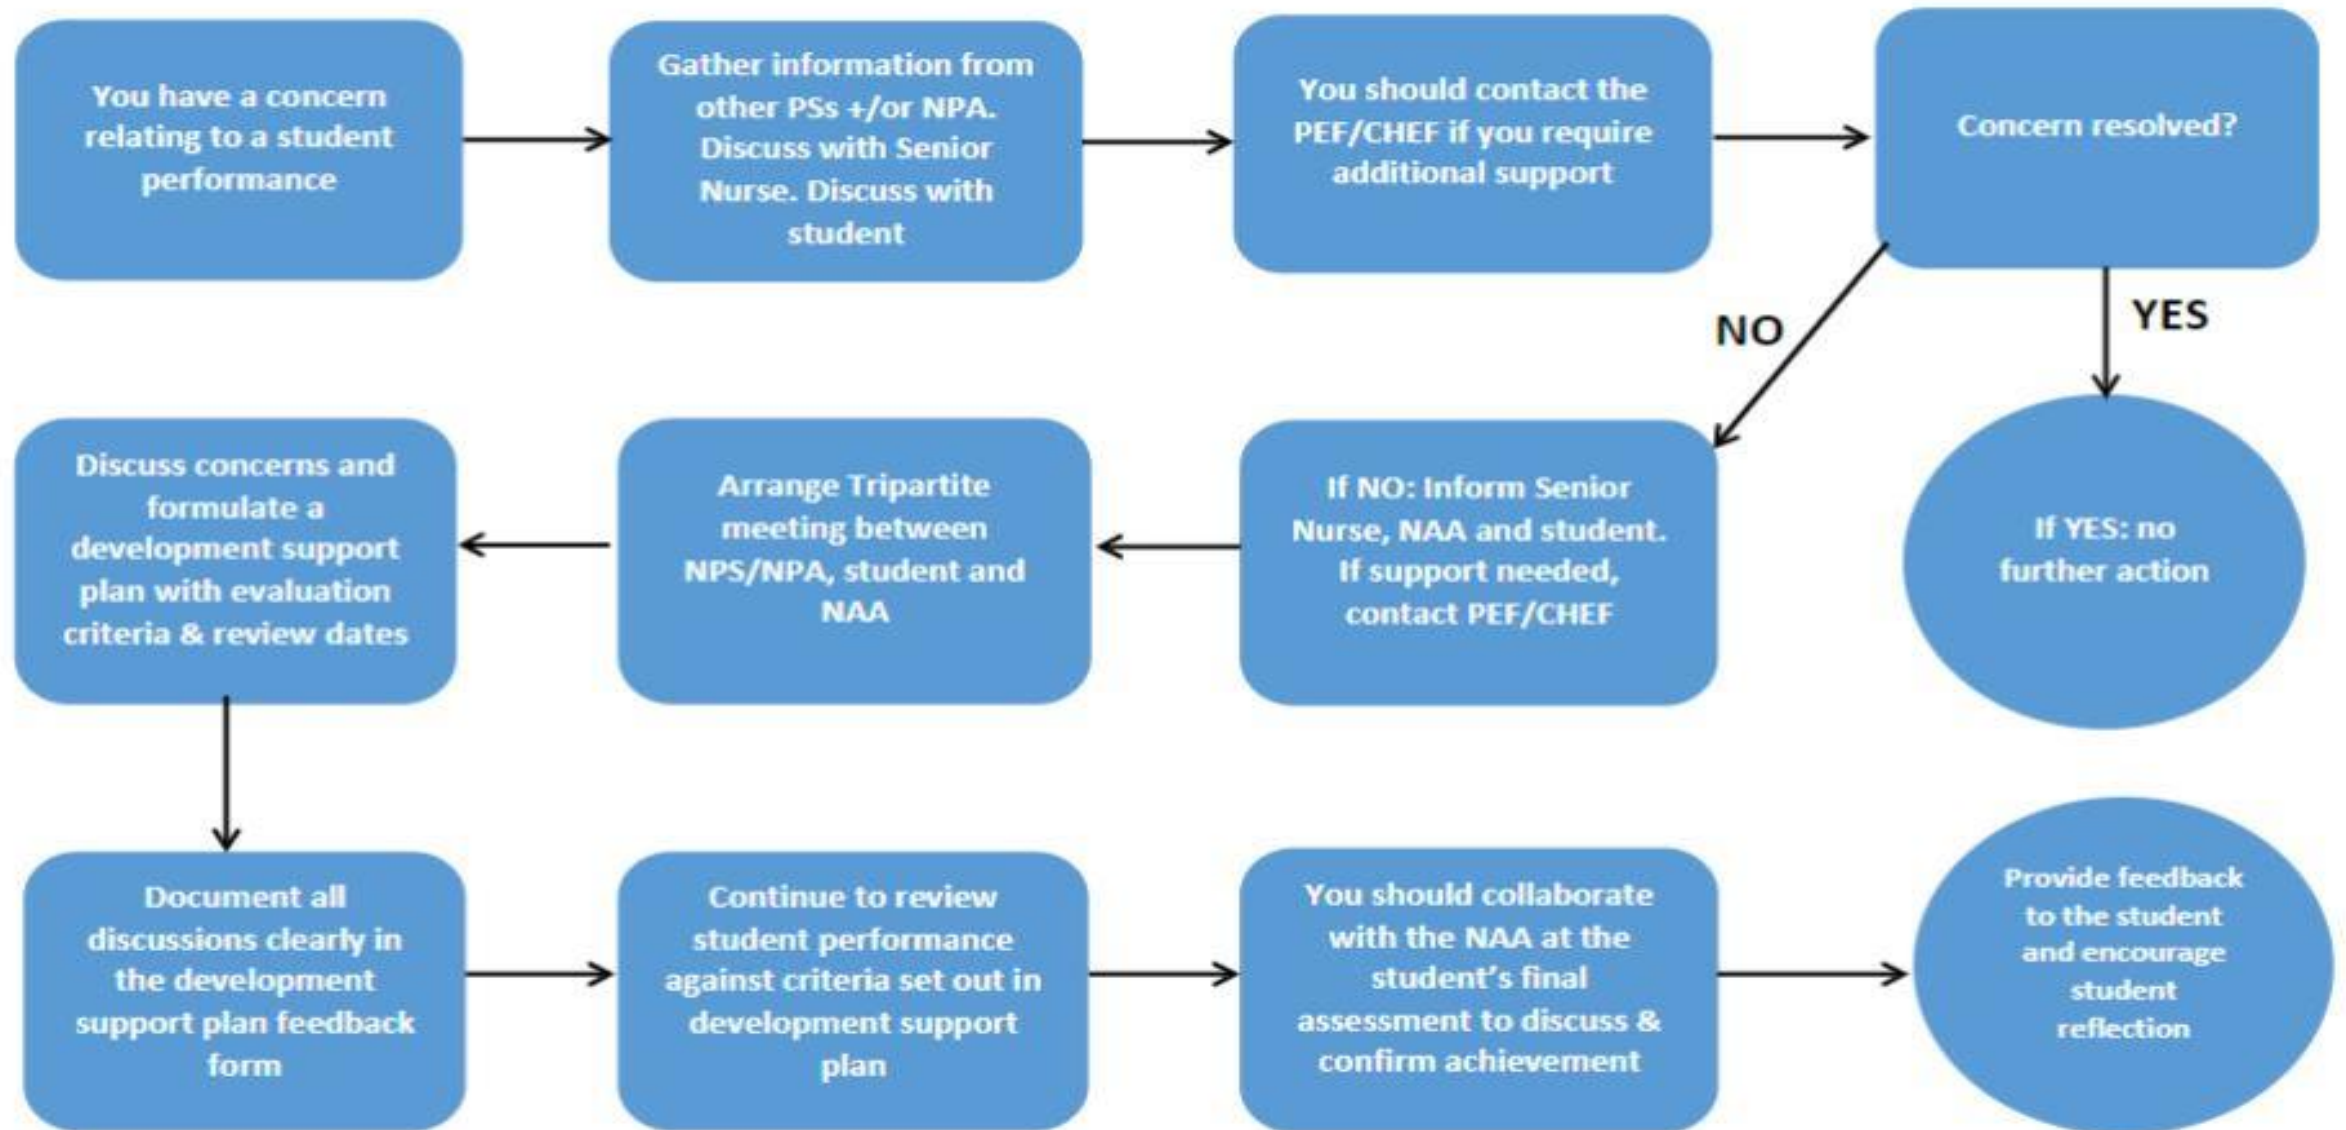 You have a concern
relating to a student
performance
Gather information from
other PSs +/or NPA.
Discuss with Senior
Nurse. Discuss with
student
You should contact the
PEF/CHEF if you require
additional support
Concern resolved?
NO
YES
If YES: no
further action
If NO: Inform Senior
Nurse, NAA and student.
If support needed,
contact PEF/CHEF
Arrange Tripartite
meeting between
NPS/NPA, student and
NAA
Discuss concerns and
formulate a
development support
plan with evaluation
criteria & review dates
Document all
discussions clearly in
the development
support plan feedback
form
Continue to review
student performance
against criteria set out in
development support
plan
You should collaborate
with the NAA at the
student’s final
assessment to discuss &
confirm achievement
Provide feedback
to the student
and encourage
student
reflection